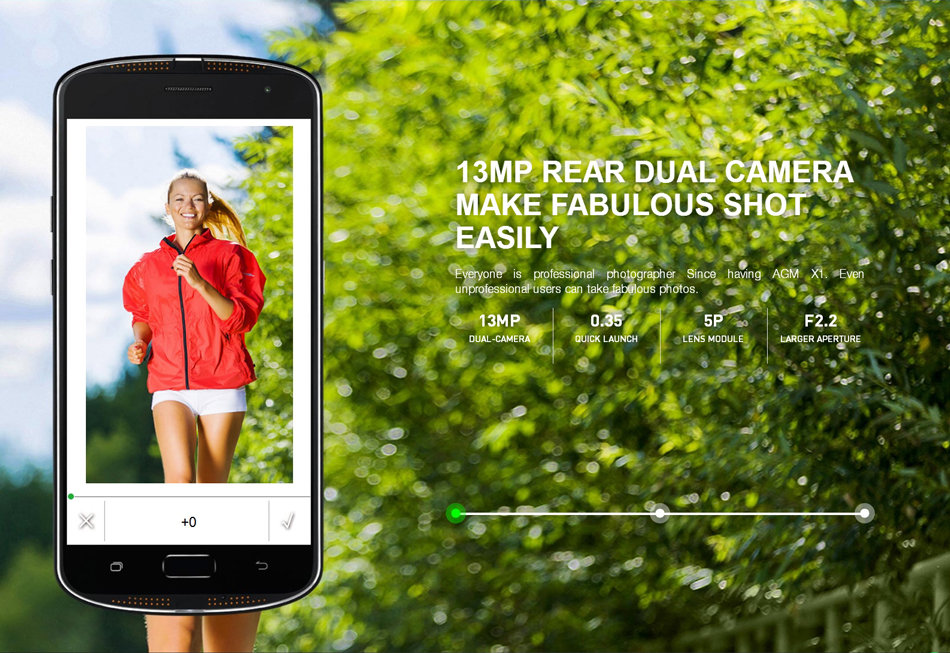 13MP REAR DUAL CAMERA
MAKE FABULOUS SHOT
EASILY
Everyone is professional photographer Since having AGM X1. Even
unprofessional users can take fabulous photos.
13MP 0.35 5P F2.2
DUAL-CAMERA QUICK LAUNCH LENS MODULE LARGER APERTURE
+0